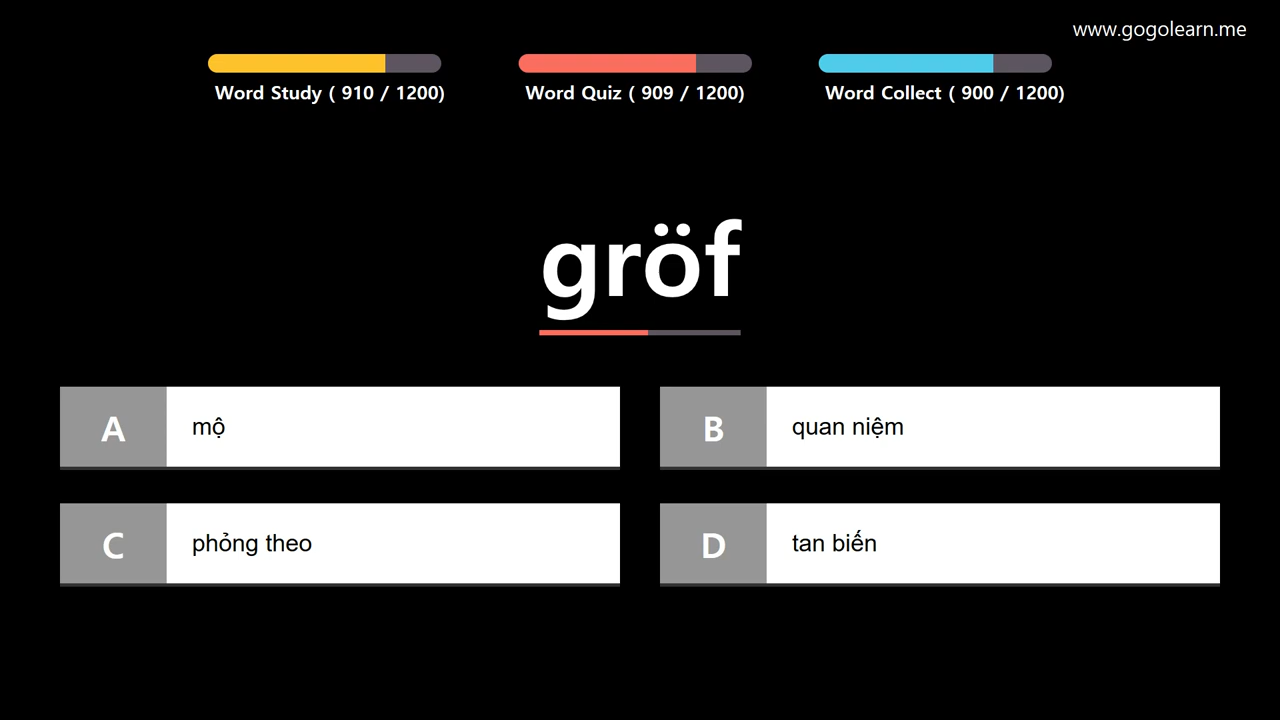 www.gogolearn.me
Word Study ( 910 / 1200)
Word Quiz ( 909 / 1200)
Word Collect ( 900 / 1200)
gröf
A
mộ
B
quan niệm
C
phỏng theo
D
tan biến